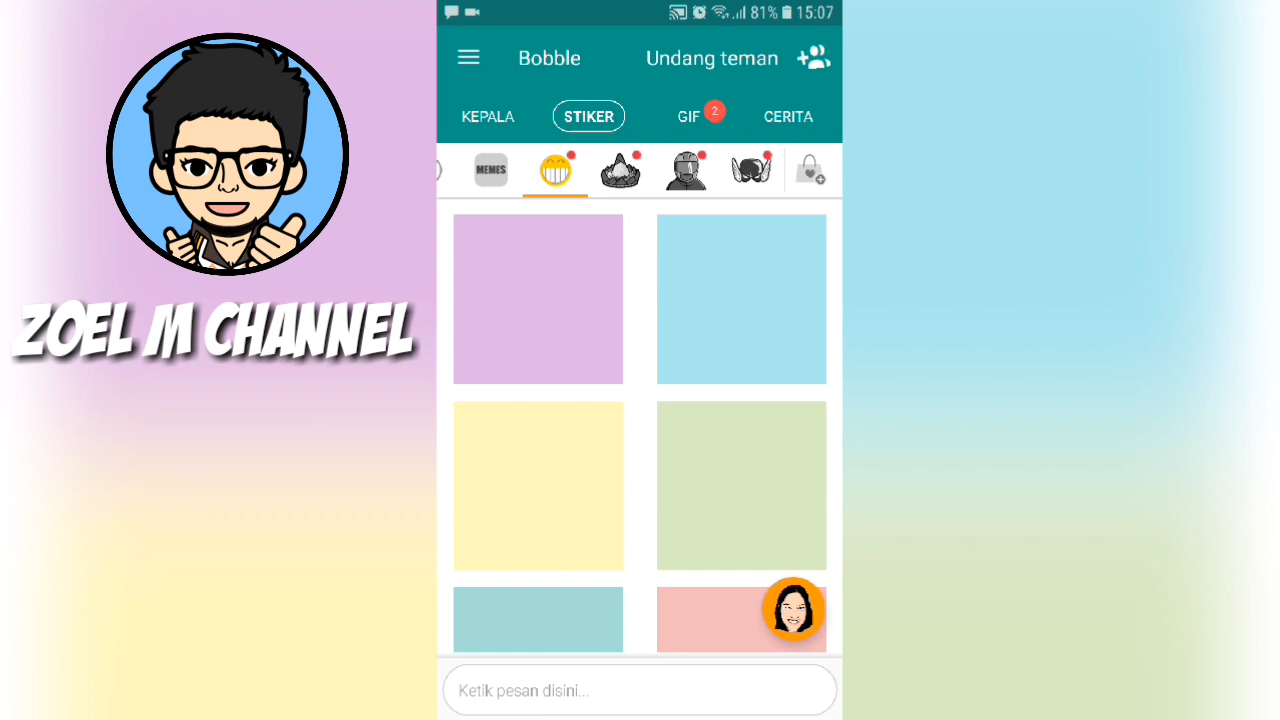 81% 15:07
Bobble Undang teman
KEPALA STIKER GIF 2 CERITA
MEMES
ZOEL M CHANNEL
Ketik pesan disini...